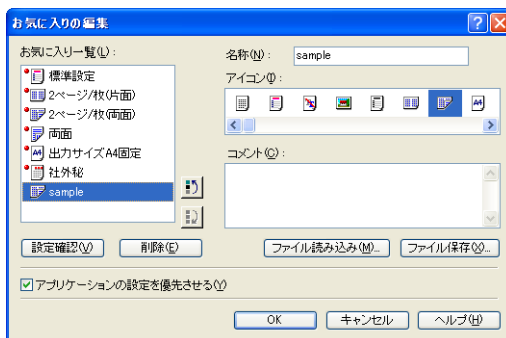 お気に入りの編集
お気に入り一覧(L):
標準設定
2ページ/枚(片面)
2ページ/枚(両面)
両面
出力サイズA4固定
社外秘
sample
名称(N):
sample
アイコン(I):
A4
コメント(C):
設定確認(V)
削除(E)
ファイル読み込み(M)...
ファイル保存(X)...
アプリケーションの設定を優先させる(Y)
OK
キャンセル
ヘルプ(H)